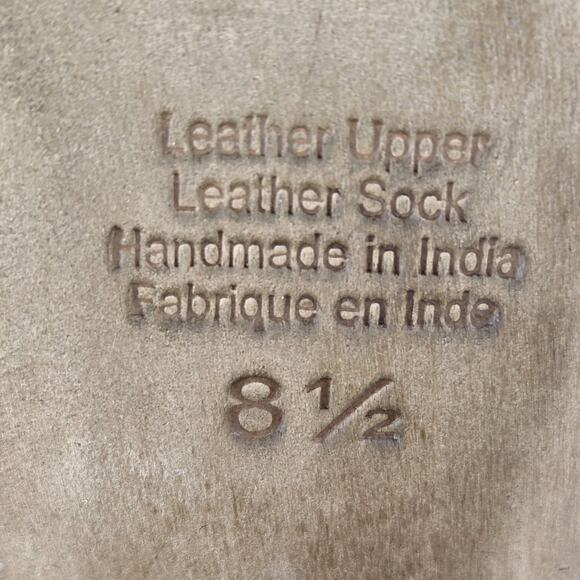 Leather Upper
Leather Sock
Handmade in India
Fabrique en Inde
8 ½